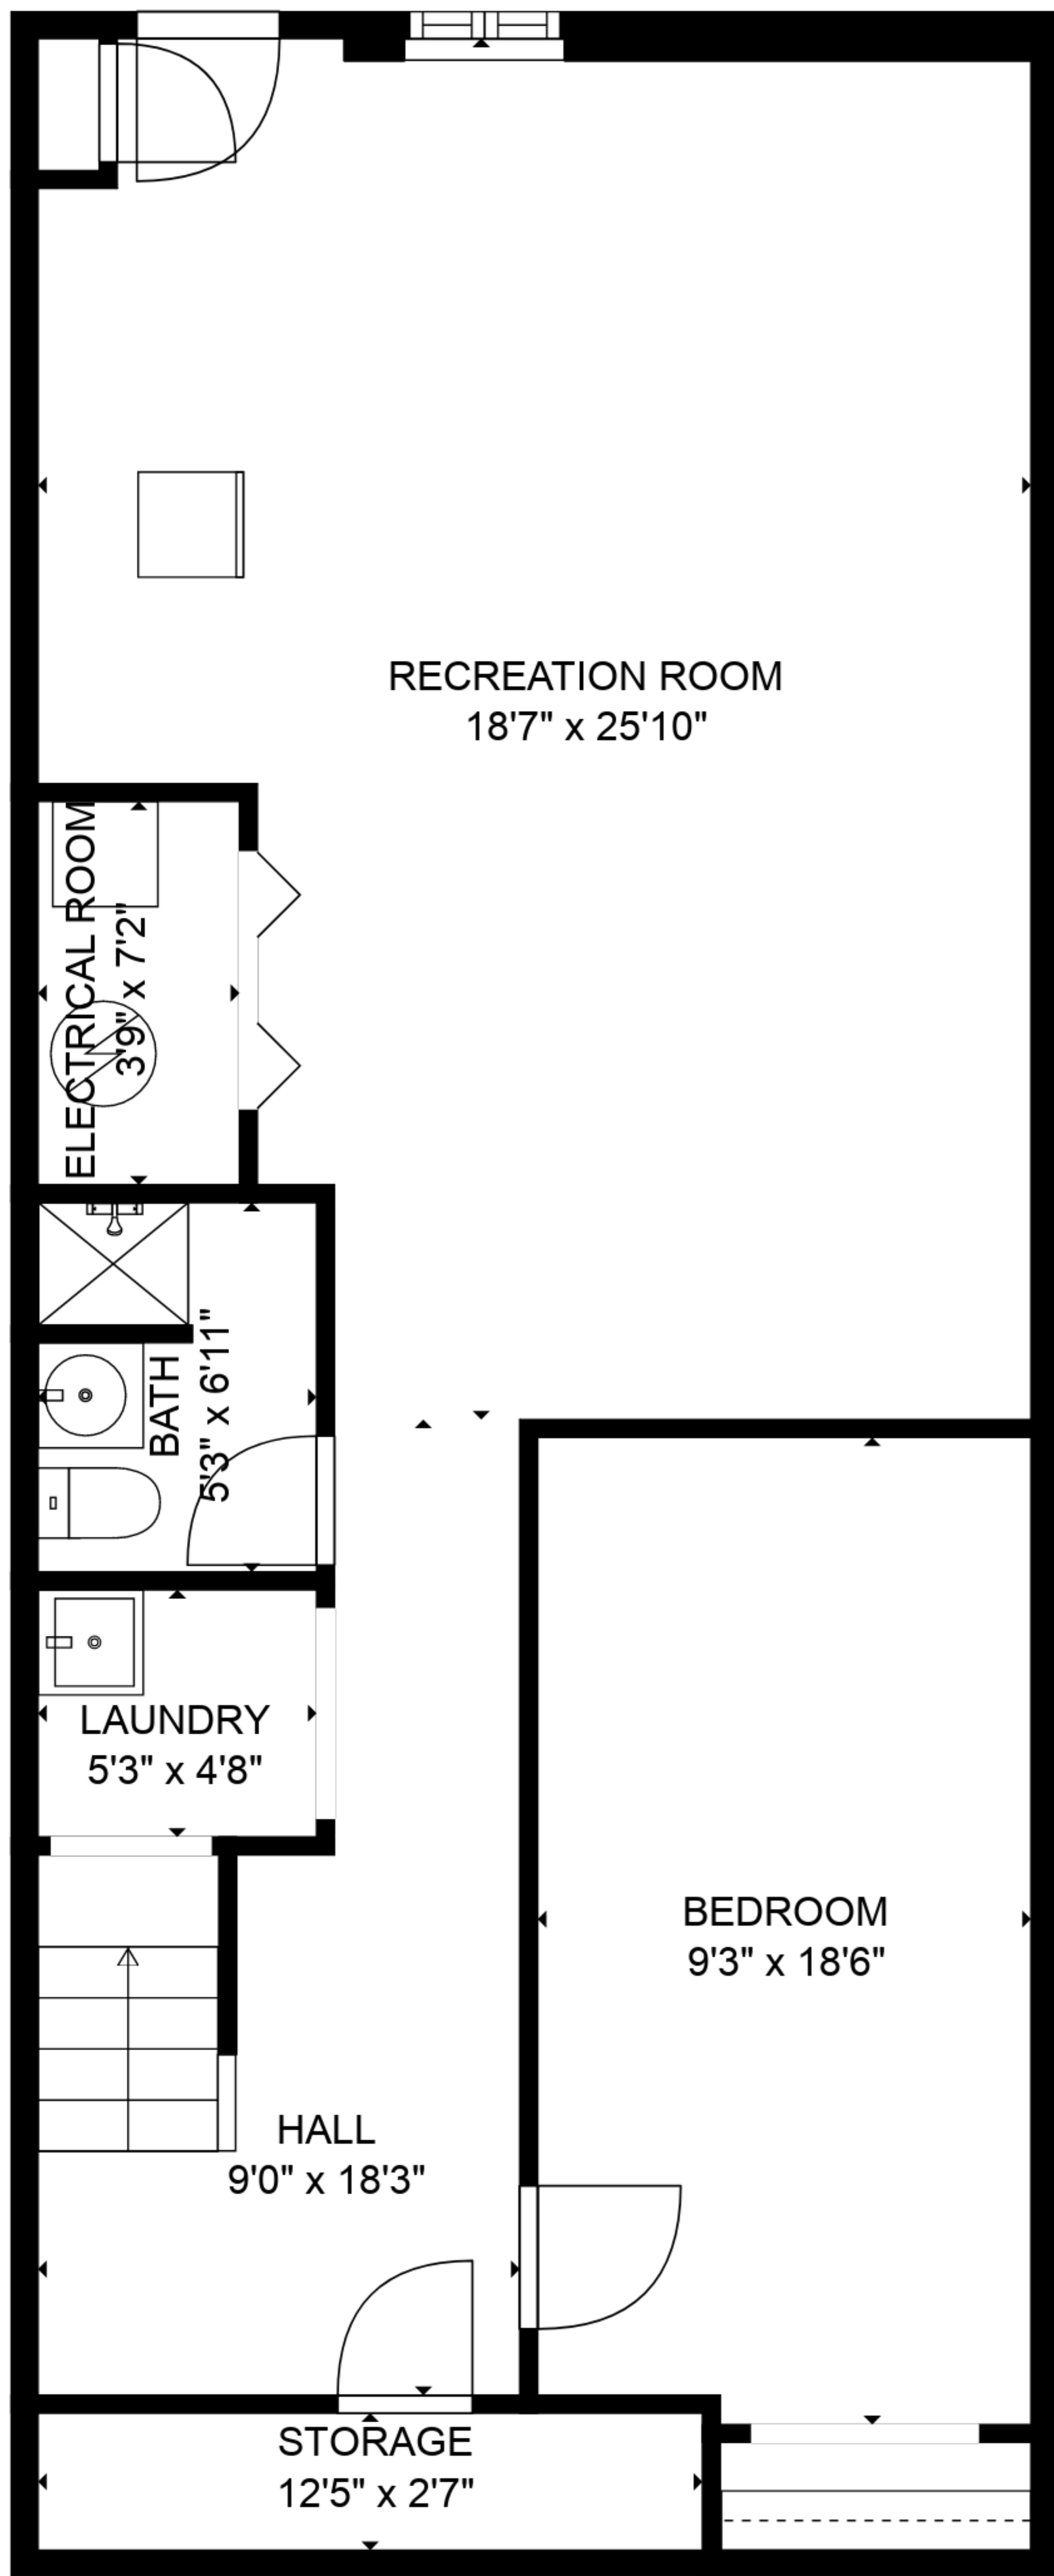 RECREATION ROOM
18'7" x 25'10"
ELECTRICAL ROOM
3'9" x 7'2"
BATH
5'3" x 6'11"
LAUNDRY
5'3" x 4'8"
BEDROOM
9'3" x 18'6"
HALL
9'0" x 18'3"
STORAGE
12'5" x 2'7"